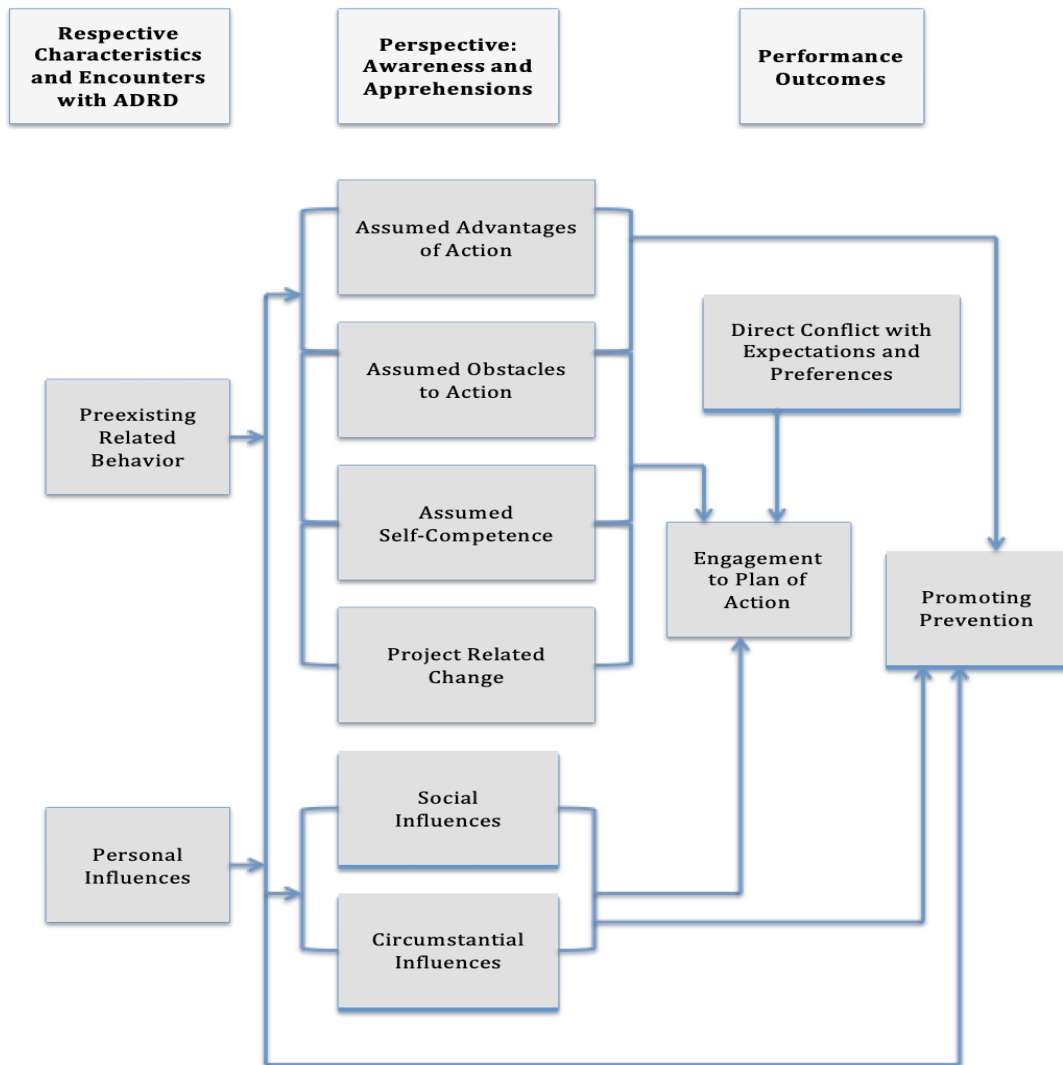 Respective
Characteristics
and Encounters
with ADRD
Perspective:
Awareness and
Apprehensions
Performance
Outcomes
Assumed Advantages
of Action
Direct Conflict with
Expectations and
Preferences
Assumed Obstacles
to Action
Preexisting
Related
Behavior
Assumed
Self-Competence
Engagement
to Plan of
Action
Promoting
Prevention
Project Related
Change
Social
Influences
Personal
Influences
Circumstantial
Influences